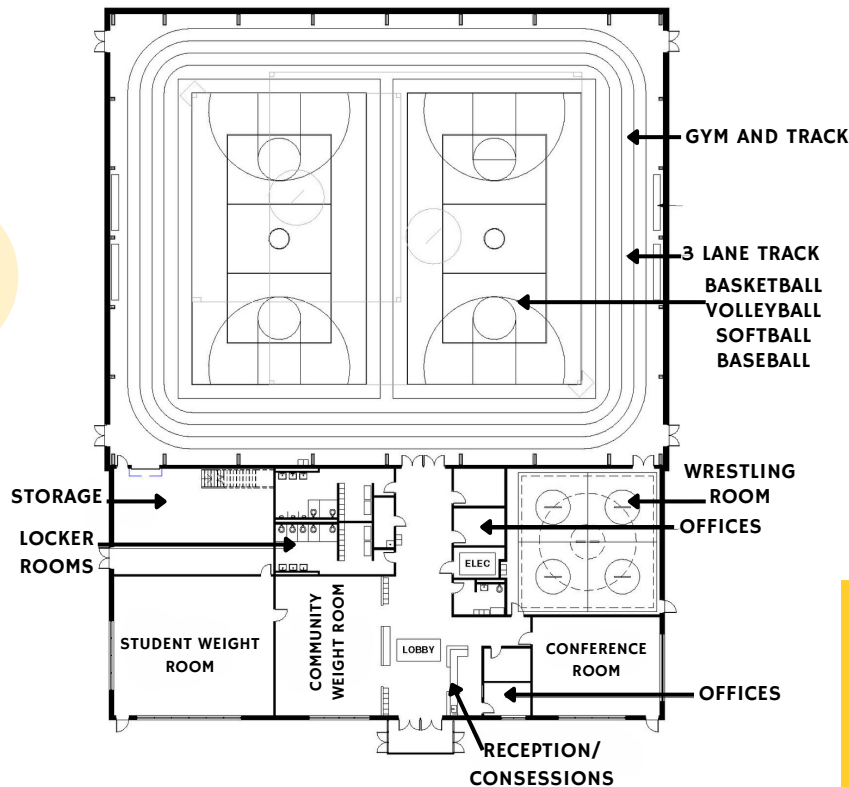 GYM AND TRACK
3 LANE TRACK
BASKETBALL
VOLLEYBALL
SOFTBALL
BASEBALL
WRESTLING
ROOM
STORAGE
OFFICES
LOCKER
ROOMS
ELEC
STUDENT WEIGHT
ROOM
COMMUNITY
WEIGHT ROOM
LOBBY
CONFERENCE
ROOM
OFFICES
RECEPTION/
CONSESSIONS